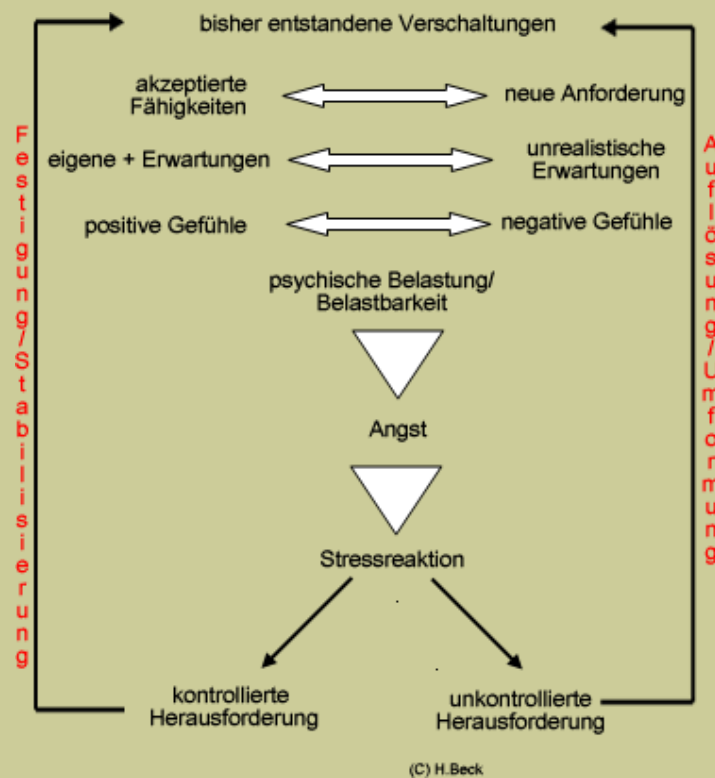 bisher entstandene Verschaltungen
akzeptierte
Fähigkeiten
neue Anforderung
eigene + Erwartungen
unrealistische
Erwartungen
positive Gefühle
negative Gefühle
psychische Belastung/
Belastbarkeit
Angst
Stressreaktion
kontrollierte
Herausforderung
unkontrollierte
Herausforderung
Festigung/Stabilisierung
Auflösung/Umformung
(C) H.Beck